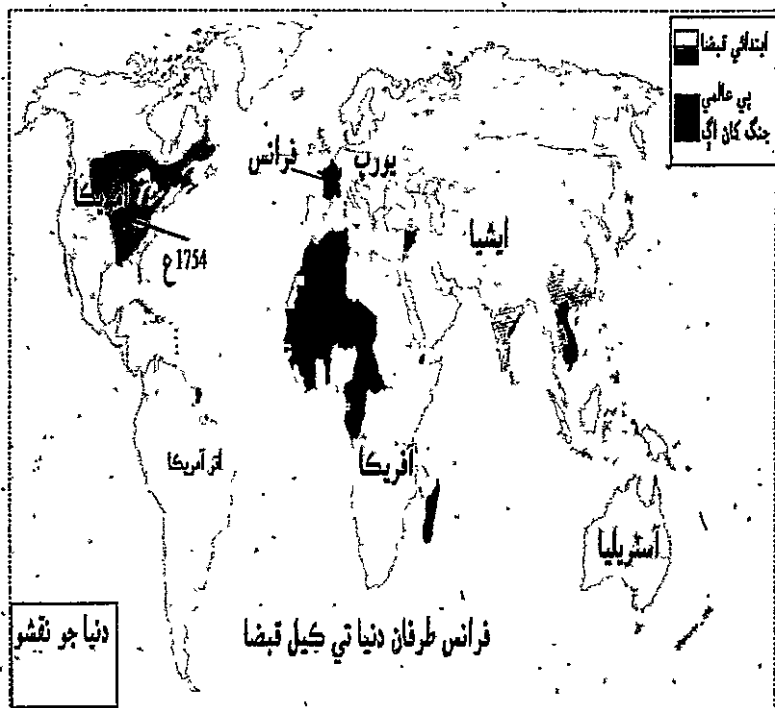 ابتدائي قبضا
ٻي عالمي
جنگ کان اڳ
يورپ
فرانس
آمريڪا
ايشيا
1754ع
آفريڪا
اتر آمريڪا
آسٽريليا
فرانس طرفان دنيا تي ڪيل قبضا
دنيا جو نقشو